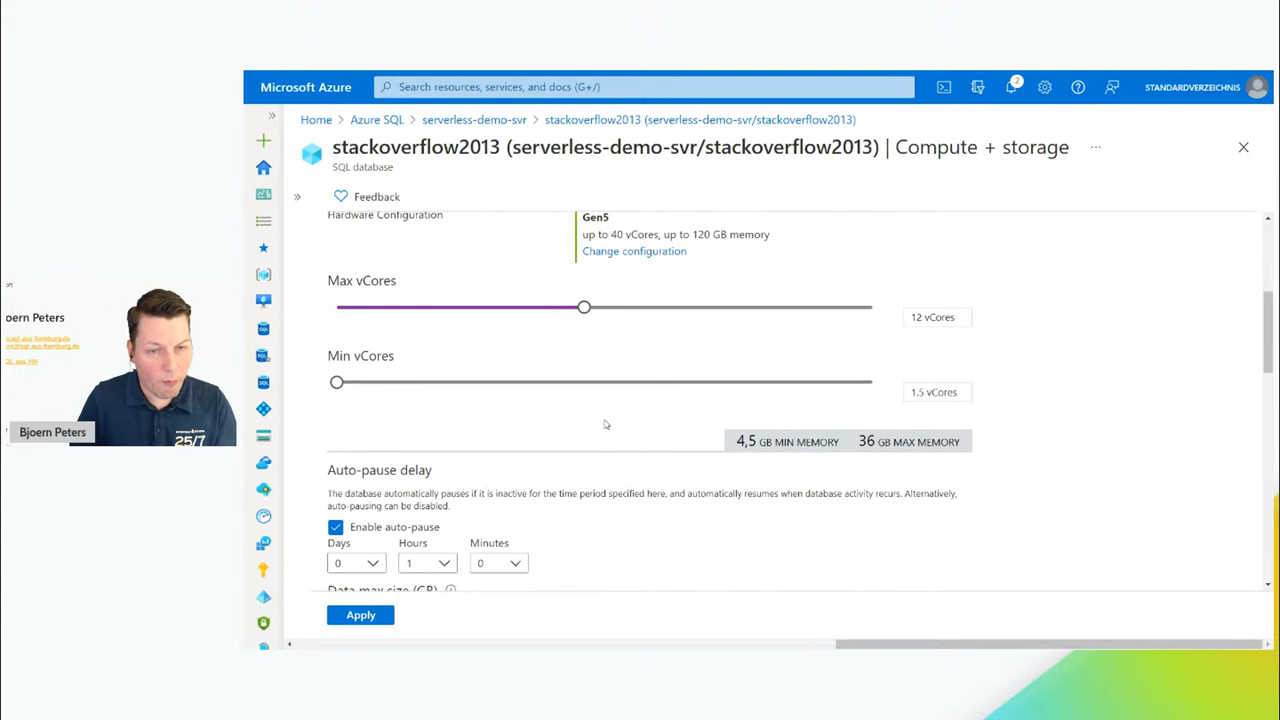 Microsoft Azure
Search resources, services, and docs (G+/)
2
STANDARDVERZEICHNIS
Home > Azure SQL > serverless-demo-svr > stackoverflow2013 (serverless-demo-svr/stackoverflow2013)
stackoverflow2013 (serverless-demo-svr/stackoverflow2013) | Compute + storage ...
SQL database
Feedback
Hardware Configuration
Gen5
up to 40 vCores, up to 120 GB memory
Change configuration
Max vCores
12 vCores
Min vCores
1.5 vCores
4,5 GB MIN MEMORY 36 GB MAX MEMORY
Auto-pause delay
The database automatically pauses if it is inactive for the time period specified here, and automatically resumes when database activity recurs. Alternatively,
auto-pausing can be disabled.
Enable auto-pause
Days Hours Minutes
0 1 0
Data max size (GB)
Apply
oern Peters
Bjoern Peters
25/7